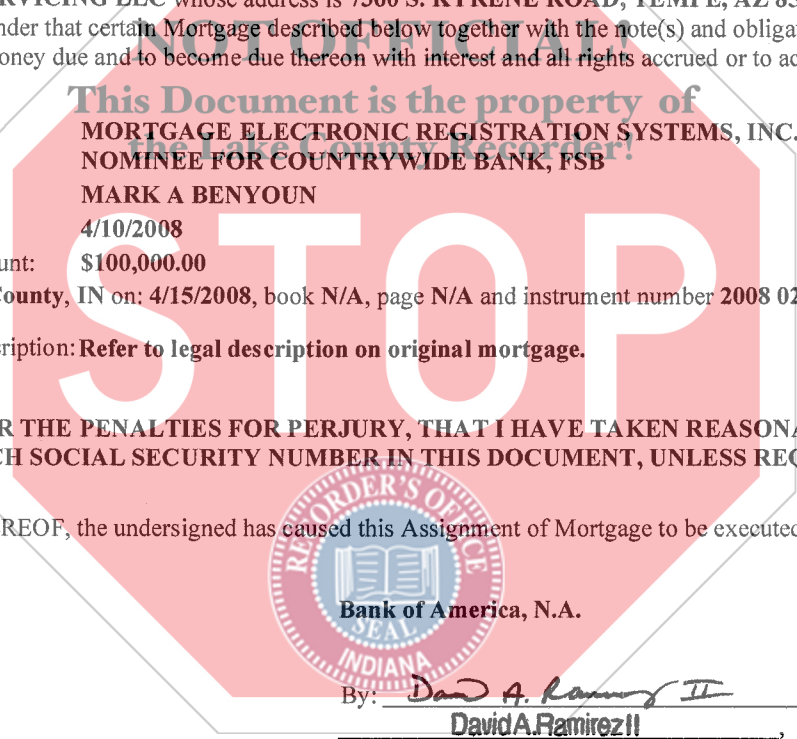 RVICING LLC whose address is 7500 S. KYRENE ROAD, TEMPE, AZ 85
nder that certain Mortgage described below together with the note(s) and obligat
oney due and to become due thereon with interest and all rights accrued or to ac
NOT OFFICIAL!
This Document is the property of
the Lake County Recorder!
MORTGAGE ELECTRONIC REGISTRATION SYSTEMS, INC.
NOMINEE FOR COUNTRYWIDE BANK, FSB
MARK A BENYOUN
4/10/2008
unt: $100,000.00
County, IN on: 4/15/2008, book N/A, page N/A and instrument number 2008 02
ription: Refer to legal description on original mortgage.
STOP
R THE PENALTIES FOR PERJURY, THAT I HAVE TAKEN REASONA
CH SOCIAL SECURITY NUMBER IN THIS DOCUMENT, UNLESS REQ
REOF, the undersigned has caused this Assignment of Mortgage to be executed
RECORDER'S OFFICE
SEAL
INDIANA
Bank of America, N.A.
By: David A. Ramirez II
David A. Ramirez II,